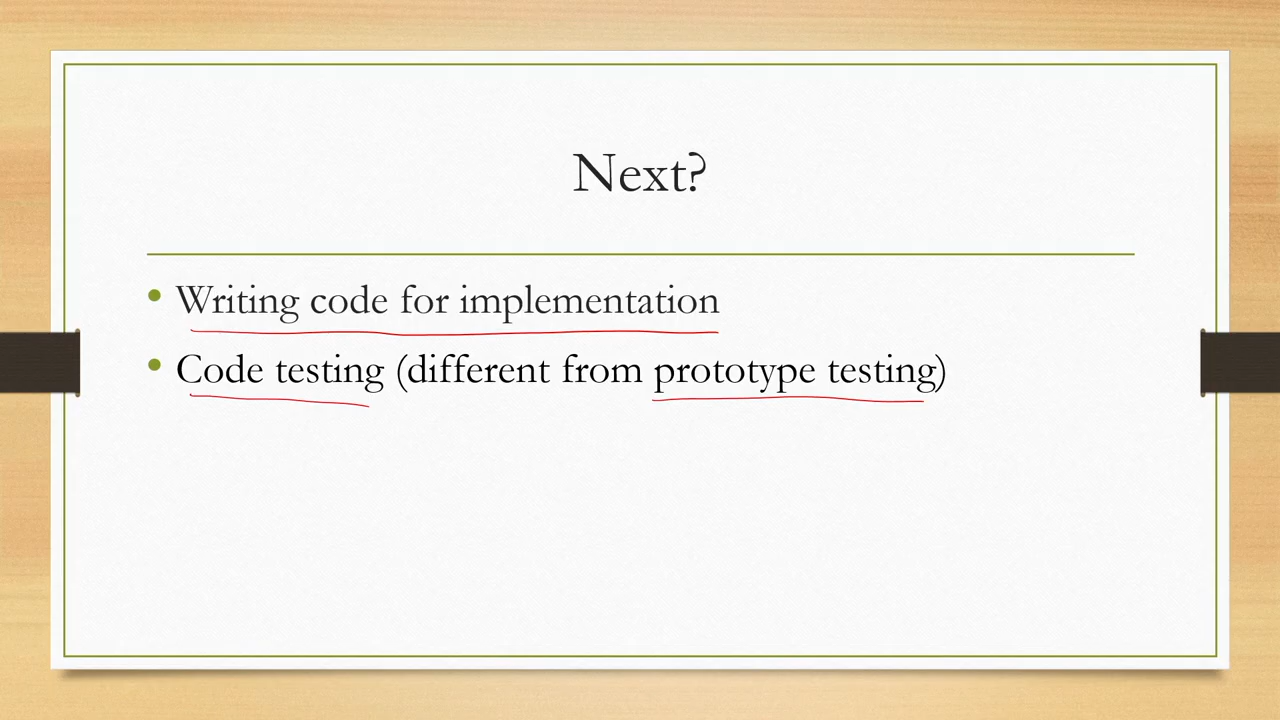 Next?
• Writing code for implementation
• Code testing (different from prototype testing)